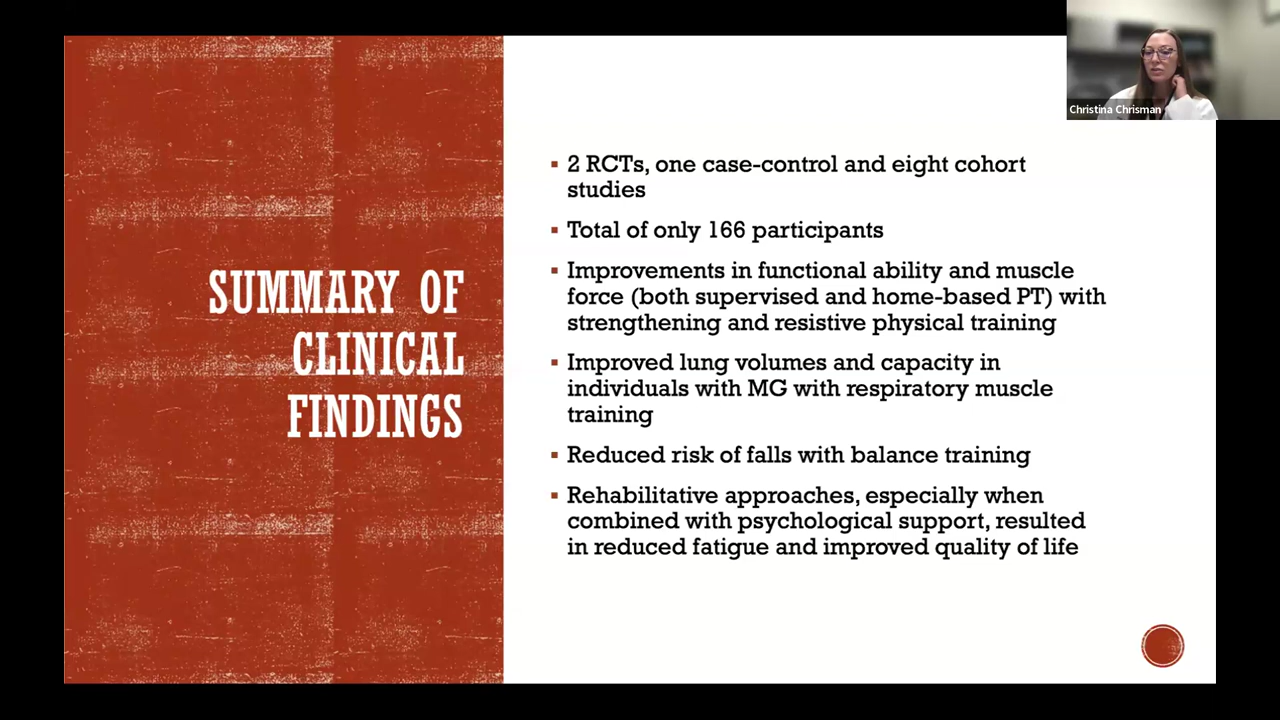 Christina Chrisman
SUMMARY OF
CLINICAL
FINDINGS
▪ 2 RCTs, one case-control and eight cohort
studies
▪ Total of only 166 participants
▪ Improvements in functional ability and muscle
force (both supervised and home-based PT) with
strengthening and resistive physical training
▪ Improved lung volumes and capacity in
individuals with MG with respiratory muscle
training
▪ Reduced risk of falls with balance training
▪ Rehabilitative approaches, especially when
combined with psychological support, resulted
in reduced fatigue and improved quality of life